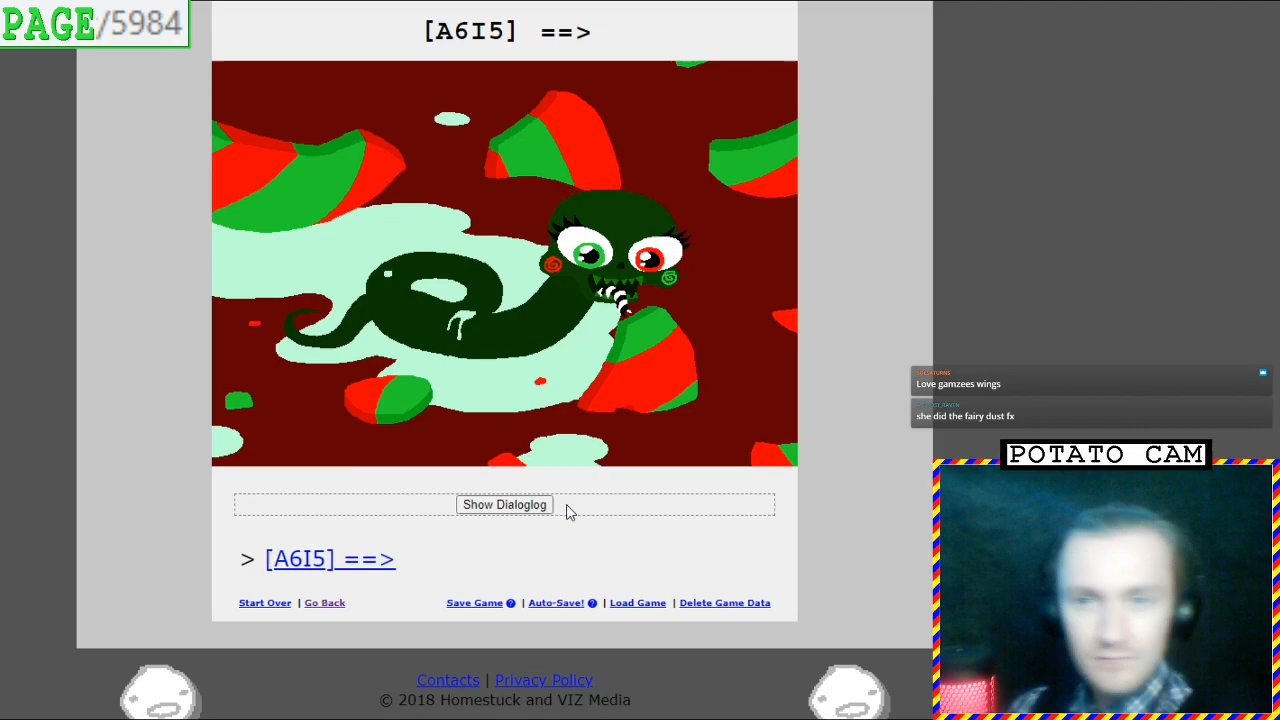 PAGE/5984
[A6I5] ==>
Love gamzees wings
she did the fairy dust fx
POTATO CAM
Show Dialoglog
> [A6I5] ==>
Start Over | Go Back Save Game ? | Auto-Save! ? | Load Game | Delete Game Data
Contacts | Privacy Policy
© 2018 Homestuck and VIZ Media